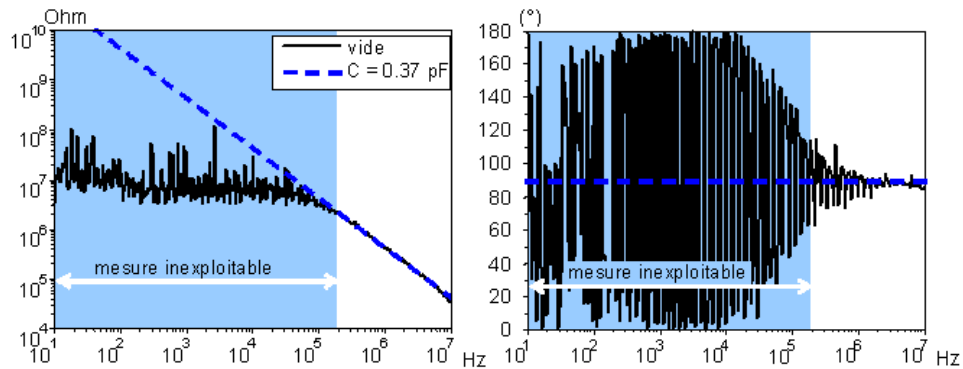 Ohm
10^10
10^9
10^8
10^7
10^6
10^5
10^4
vide
C = 0.37 pF
mesure inexploitable
10^1 10^2 10^3 10^4 10^5 10^6 10^7 Hz
(°)
180
160
140
120
100
80
60
40
20
0
mesure inexploitable
10^1 10^2 10^3 10^4 10^5 10^6 10^7 Hz